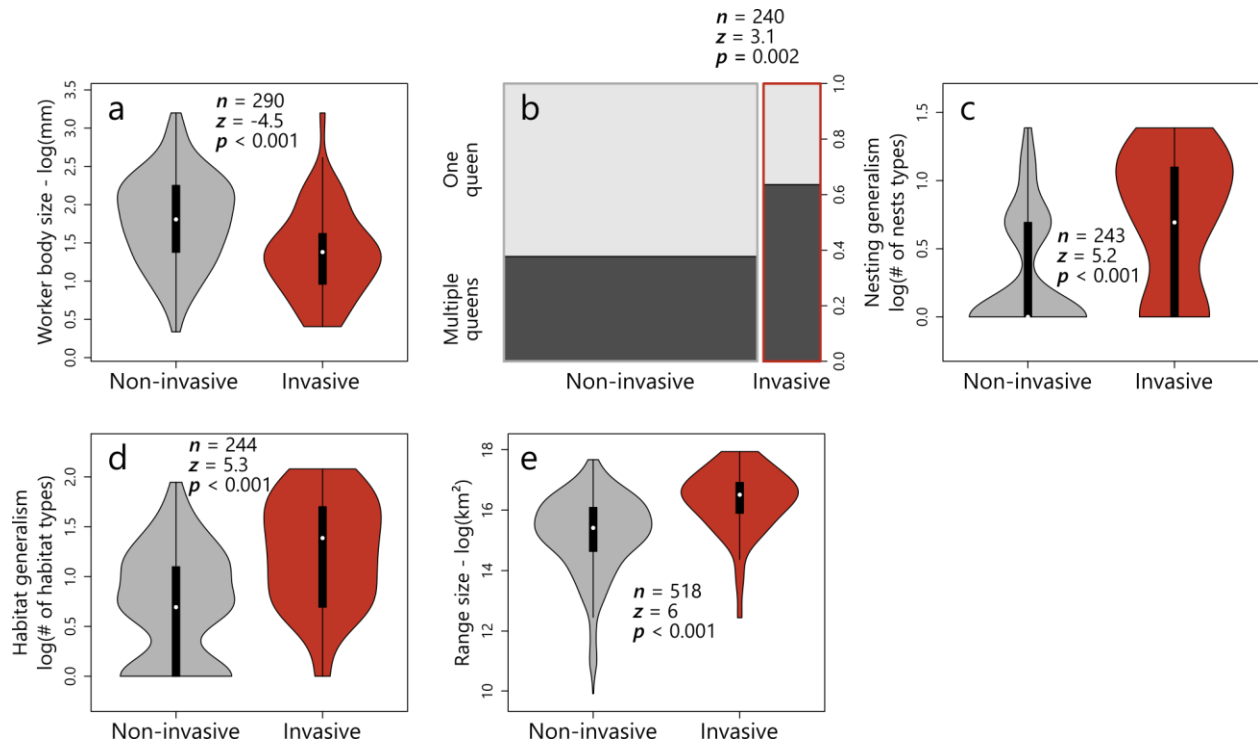 a
n = 290
z = -4.5
p < 0.001
Worker body size - log(mm)
0.0
0.5
1.0
1.5
2.0
2.5
3.0
3.5
Non-invasive
Invasive
b
n = 240
z = 3.1
p = 0.002
One
queen
Multiple
queens
0.0
0.2
0.4
0.6
0.8
1.0
Non-invasive
Invasive
c
n = 243
z = 5.2
p < 0.001
Nesting generalism
log(# of nests types)
0.0
0.5
1.0
1.5
Non-invasive
Invasive
d
n = 244
z = 5.3
p < 0.001
Habitat generalism
log(# of habitat types)
0.0
0.5
1.0
1.5
2.0
Non-invasive
Invasive
e
n = 518
z = 6
p < 0.001
Range size - log(km²)
10
12
14
16
18
Non-invasive
Invasive